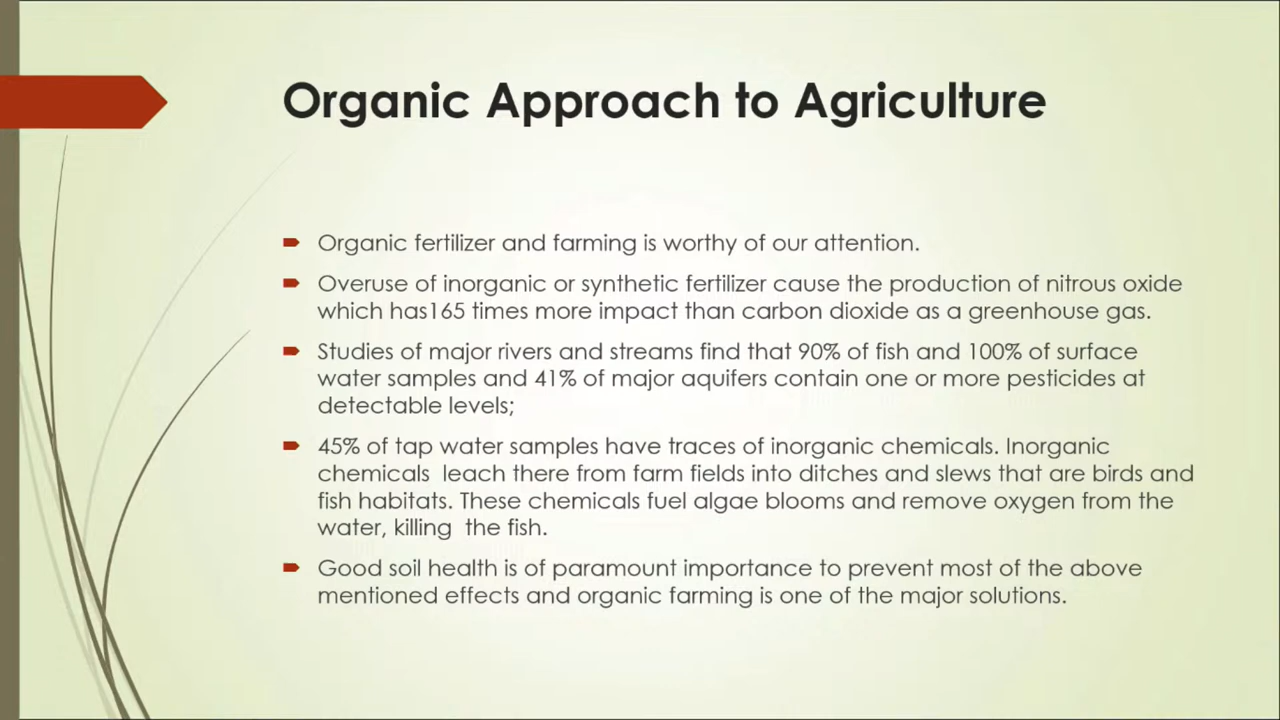 Organic Approach to Agriculture
Organic fertilizer and farming is worthy of our attention.
Overuse of inorganic or synthetic fertilizer cause the production of nitrous oxide
which has165 times more impact than carbon dioxide as a greenhouse gas.
Studies of major rivers and streams find that 90% of fish and 100% of surface
water samples and 41% of major aquifers contain one or more pesticides at
detectable levels;
45% of tap water samples have traces of inorganic chemicals. Inorganic
chemicals  leach there from farm fields into ditches and slews that are birds and
fish habitats. These chemicals fuel algae blooms and remove oxygen from the
water, killing  the fish.
Good soil health is of paramount importance to prevent most of the above
mentioned effects and organic farming is one of the major solutions.